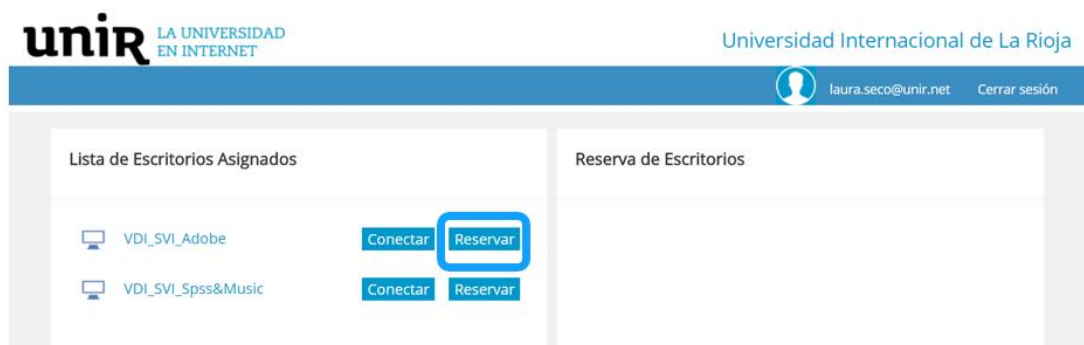 unir LA UNIVERSIDAD
EN INTERNET
Universidad Internacional de La Rioja
laura.seco@unir.net Cerrar sesión
Lista de Escritorios Asignados
Reserva de Escritorios
VDI_SVI_Adobe Conectar Reservar
VDI_SVI_Spss&Music Conectar Reservar